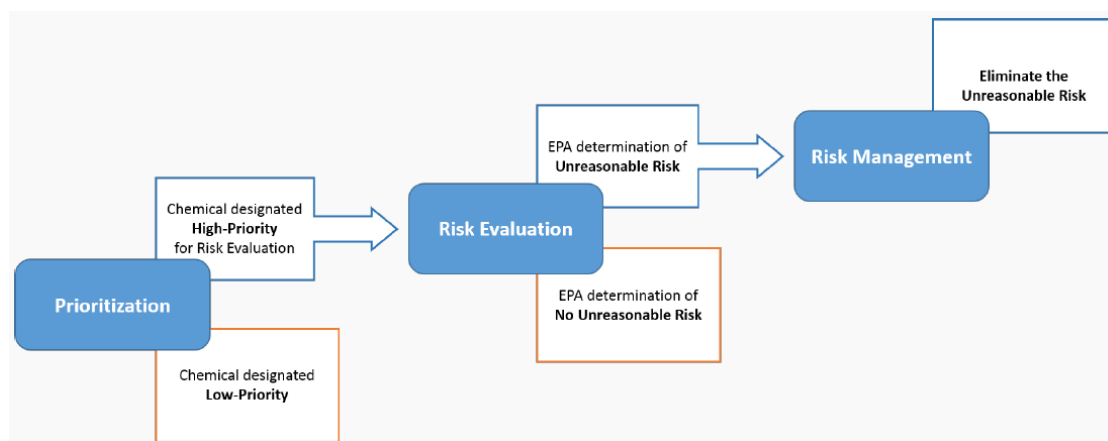 Prioritization
Chemical designated
High-Priority
for Risk Evaluation
Chemical designated
Low-Priority
Risk Evaluation
EPA determination of
Unreasonable Risk
EPA determination of
No Unreasonable Risk
Risk Management
Eliminate the
Unreasonable Risk